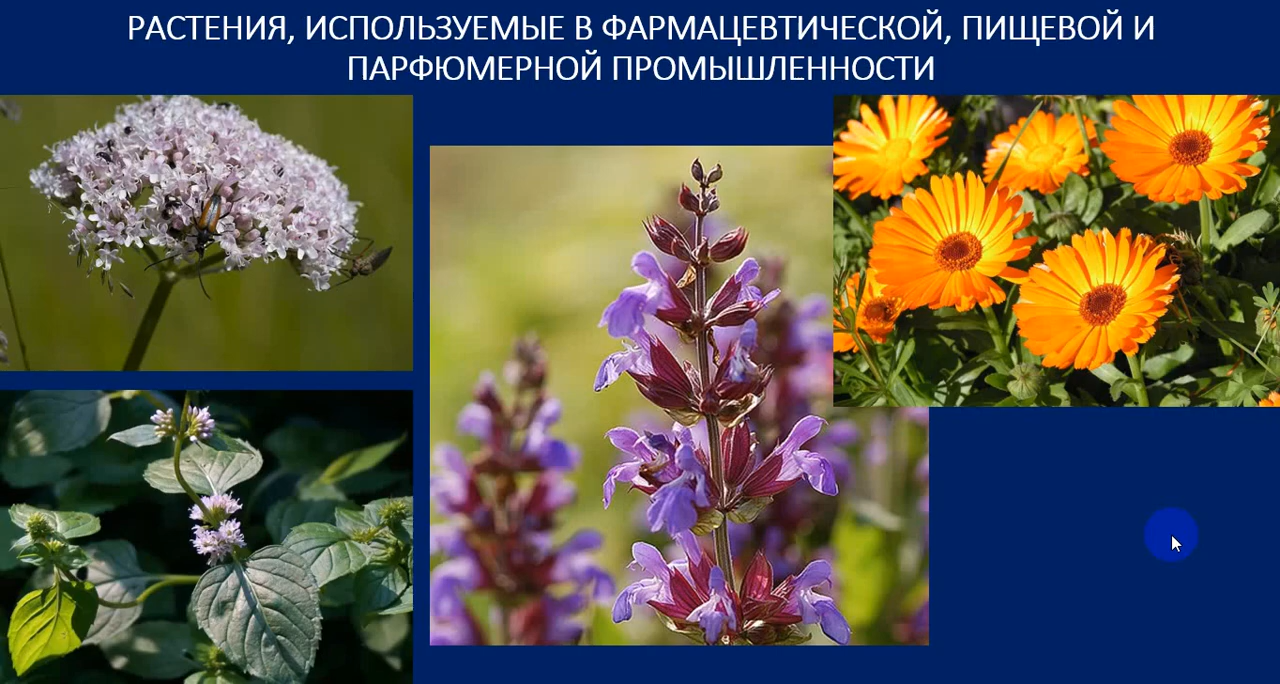 РАСТЕНИЯ, ИСПОЛЬЗУЕМЫЕ В ФАРМАЦЕВТИЧЕСКОЙ, ПИЩЕВОЙ И
ПАРФЮМЕРНОЙ ПРОМЫШЛЕННОСТИ